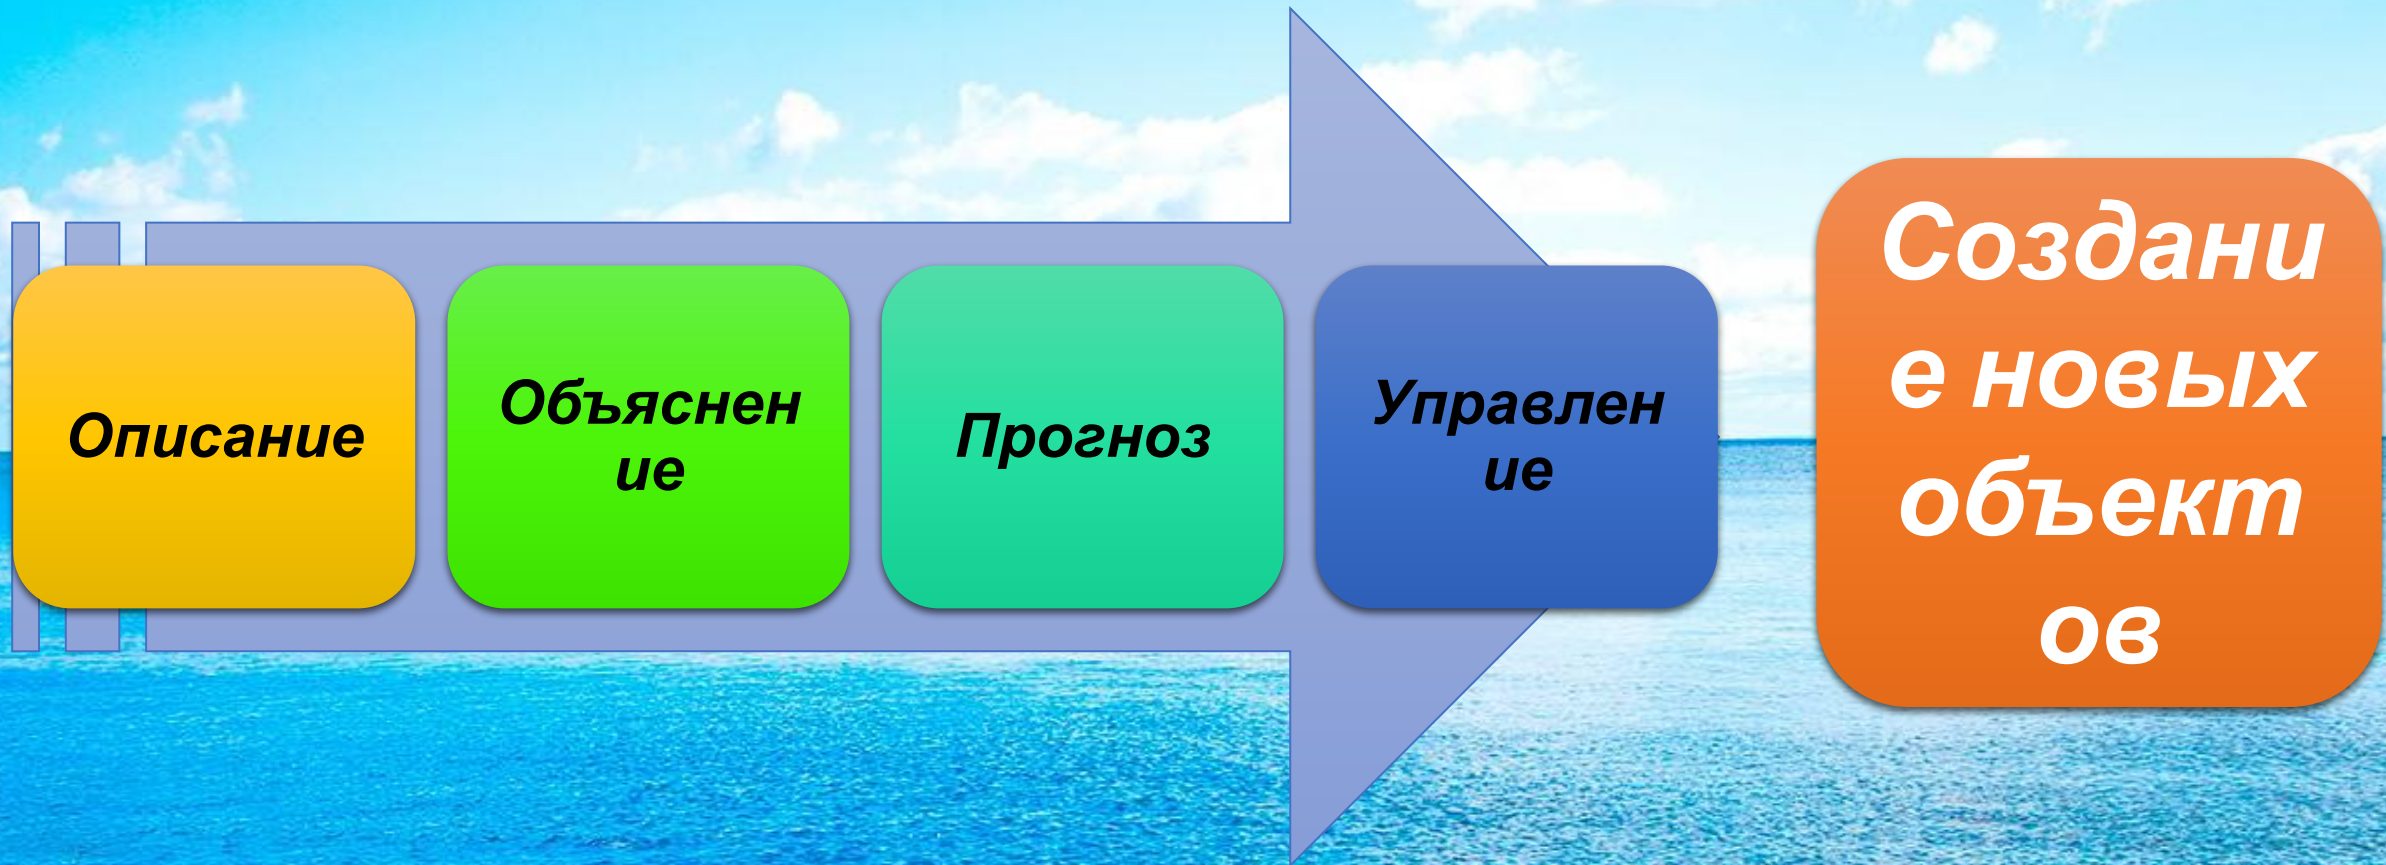 Описание
Объяснен
ие
Прогноз
Управлен
ие
Создани
е новых
объект
ов